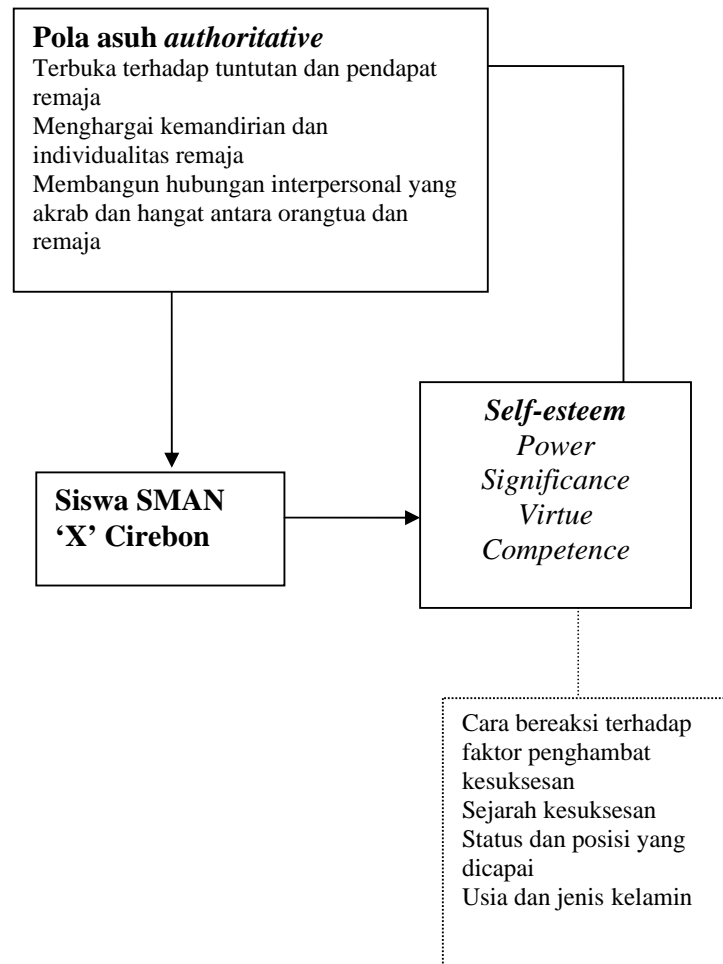 Pola asuh authoritative
Terbuka terhadap tuntutan dan pendapat
remaja
Menghargai kemandirian dan
individualitas remaja
Membangun hubungan interpersonal yang
akrab dan hangat antara orangtua dan
remaja
Siswa SMAN
‘X’ Cirebon
Self-esteem
Power
Significance
Virtue
Competence
Cara bereaksi terhadap
faktor penghambat
kesuksesan
Sejarah kesuksesan
Status dan posisi yang
dicapai
Usia dan jenis kelamin